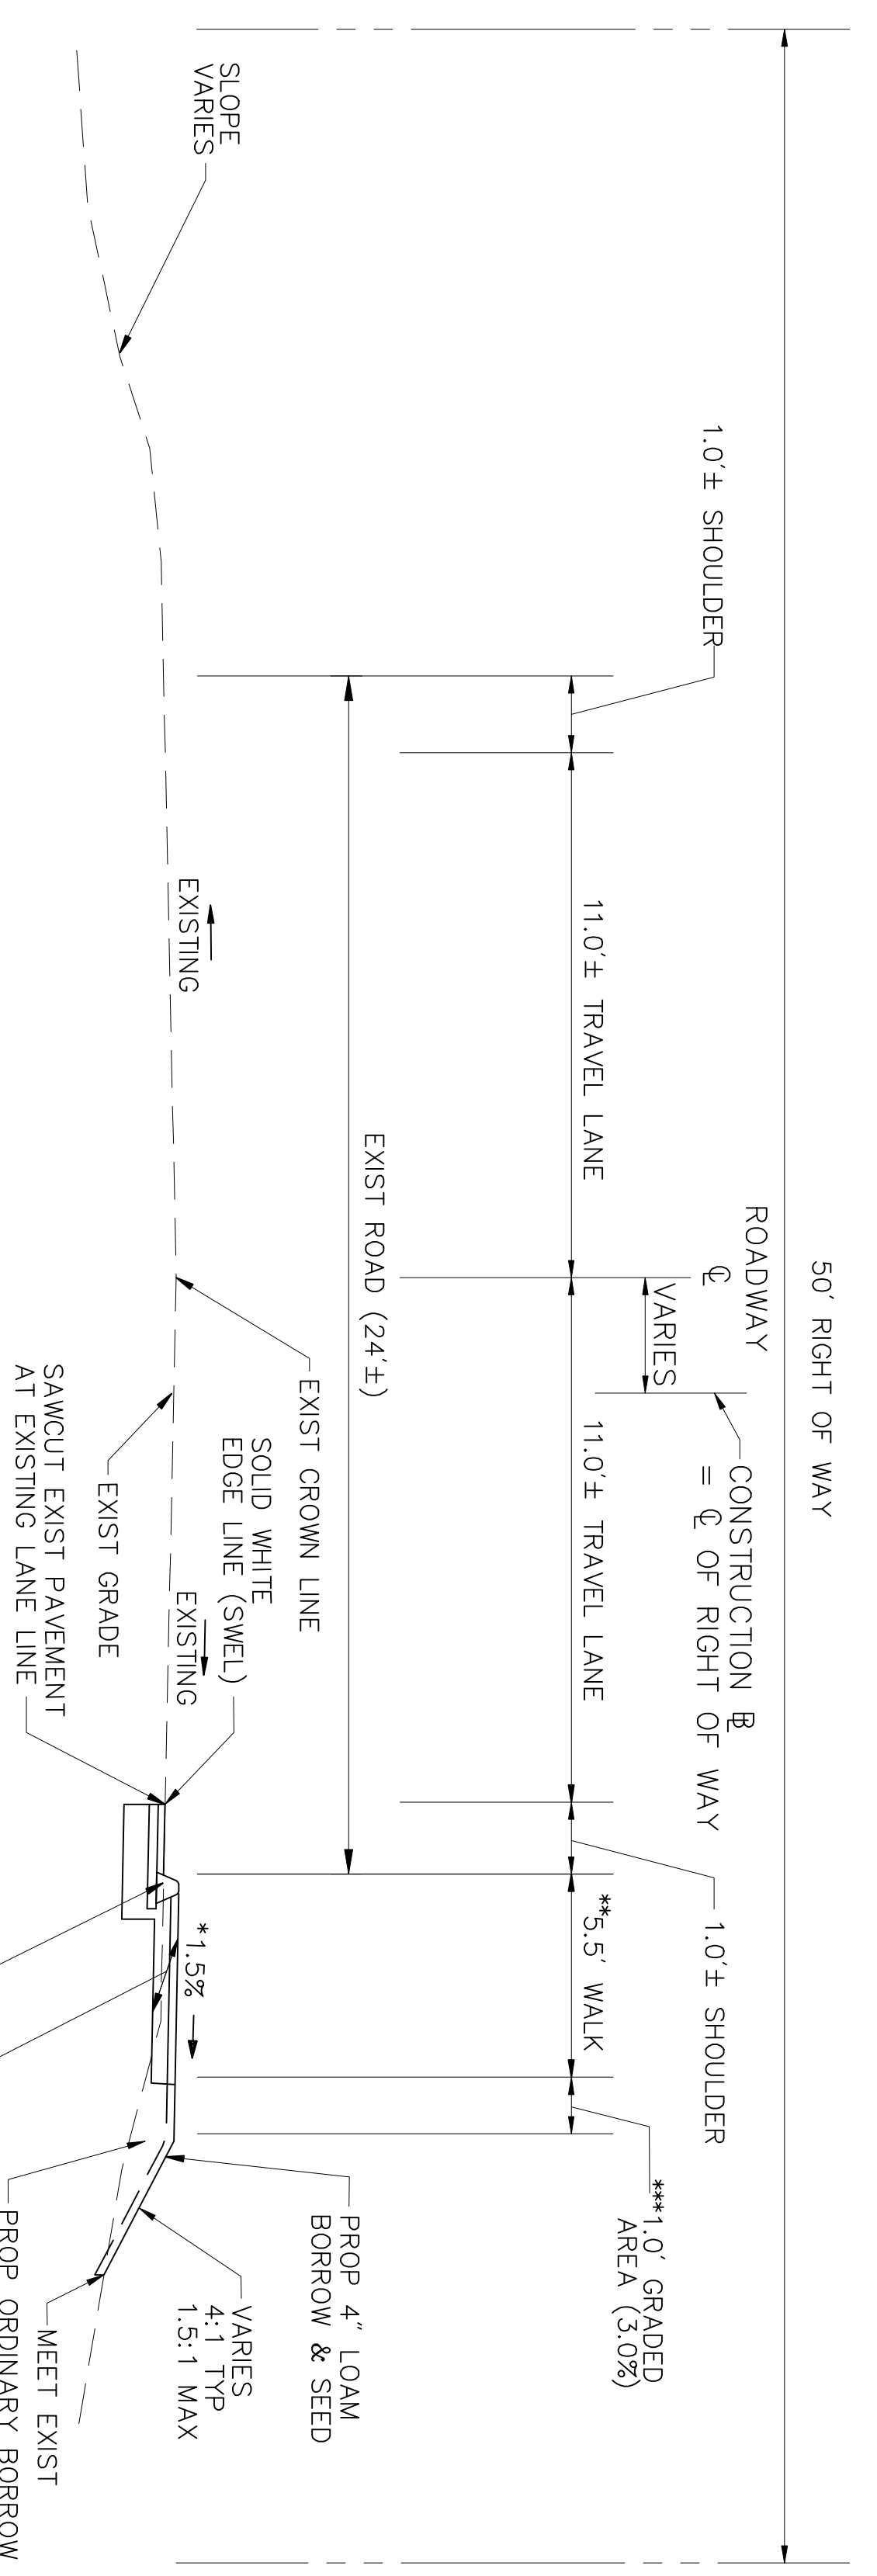 50' RIGHT OF WAY
ROADWAY
℄
VARIES
CONSTRUCTION BL
= ℄ OF RIGHT OF WAY
1.0'± SHOULDER
11.0'± TRAVEL LANE
11.0'± TRAVEL LANE
1.0'± SHOULDER
**5.5' WALK
***1.0' GRADED
AREA (3.0%)
EXIST ROAD (24'±)
SLOPE
VARIES
EXISTING
EXIST CROWN LINE
SOLID WHITE
EDGE LINE (SWEL)
EXISTING
*1.5%
PROP 4" LOAM
BORROW & SEED
VARIES
4:1 TYP
1.5:1 MAX
EXIST GRADE
SAWCUT EXIST PAVEMENT
AT EXISTING LANE LINE
MEET EXIST
PROP ORDINARY BORROW